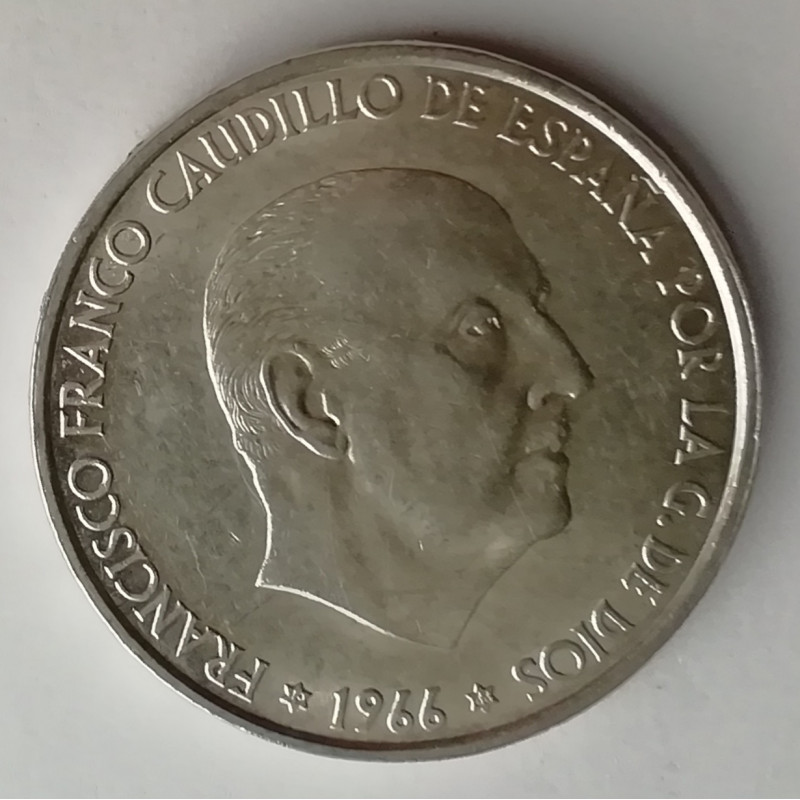 FRANCISCO FRANCO CAUDILLO DE ESPAÑA POR LA G. DE DIOS
* 1966 *